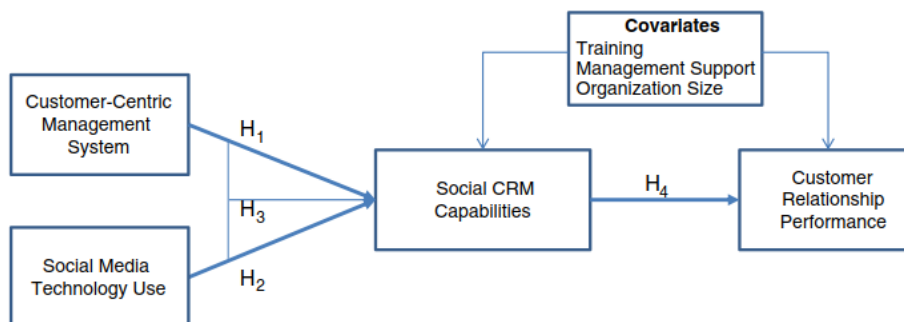 Covariates
Training
Management Support
Organization Size
Customer-Centric
Management
System
H1
Social CRM
Capabilities
H3
H4
Customer
Relationship
Performance
Social Media
Technology Use
H2